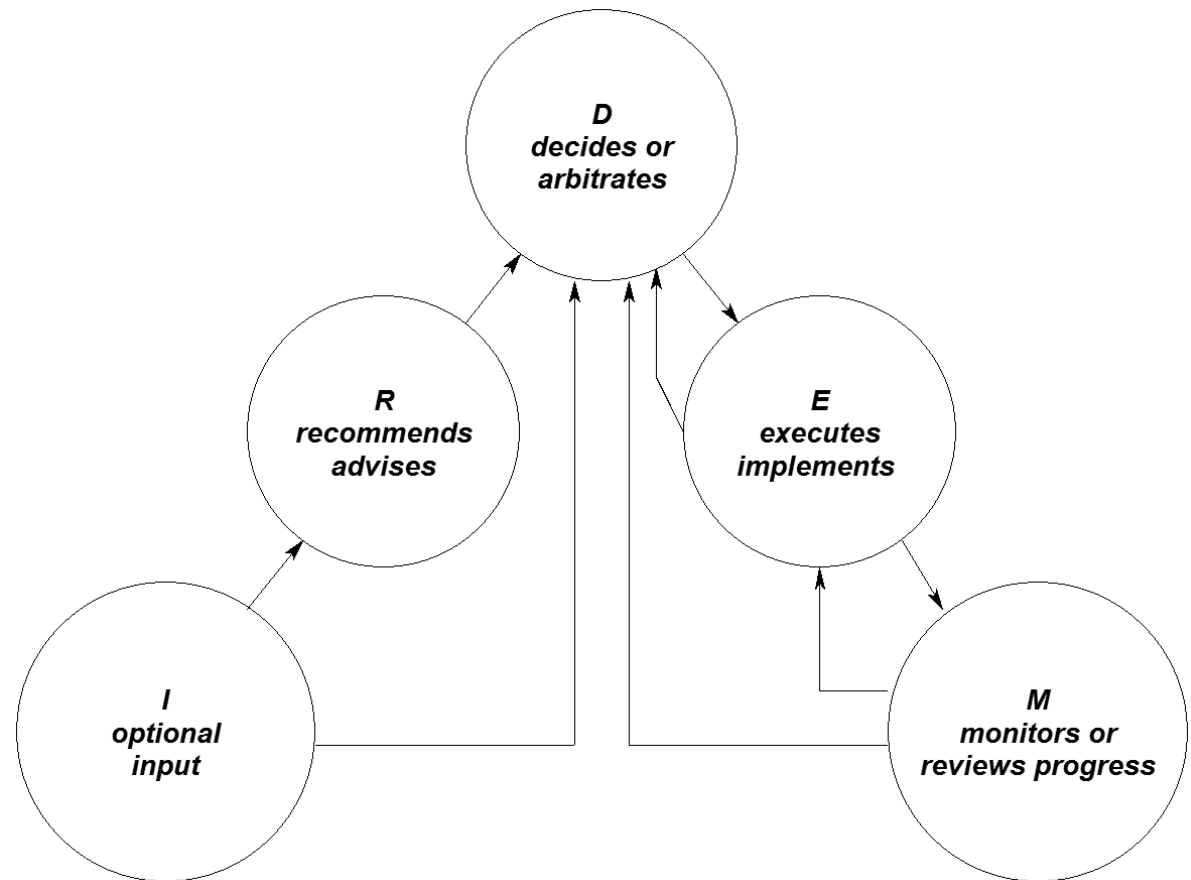 D
decides or
arbitrates
R
recommends
advises
E
executes
implements
I
optional
input
M
monitors or
reviews progress